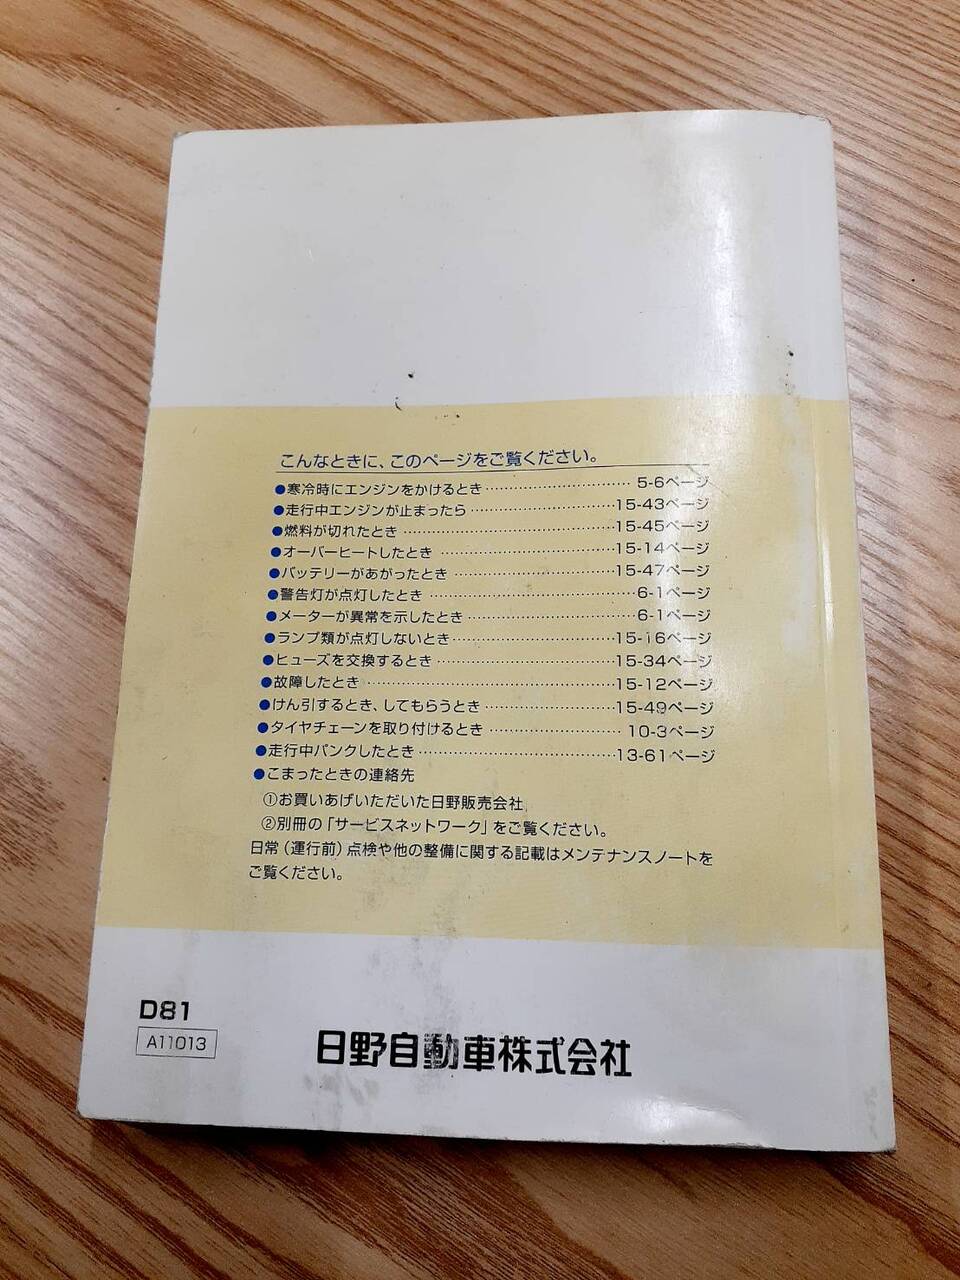 こんなときに、このページをご覧ください。
●寒冷時にエンジンをかけるとき……………………… 5-6ページ
●走行中エンジンが止まったら………………………15-43ページ
●燃料が切れたとき…………………………………15-45ページ
●オーバーヒートしたとき……………………………15-14ページ
●バッテリーがあがったとき…………………………15-47ページ
●警告灯が点灯したとき………………………………6-1ページ
●メーターが異常を示したとき………………………… 6-1ページ
●ランプ類が点灯しないとき…………………………15-16ページ
●ヒューズを交換するとき……………………………15-34ページ
●故障したとき………………………………………15-12ページ
●けん引するとき、してもらうとき……………………15-49ページ
●タイヤチェーンを取り付けるとき…………………… 10-3ページ
●走行中パンクしたとき………………………………13-61ページ
●こまったときの連絡先
①お買いあげいただいた日野販売会社
②別冊の「サービスネットワーク」をご覧ください。
日常（運行前）点検や他の整備に関する記載はメンテナンスノートを
ご覧ください。
D81
A11013
日野自動車株式会社